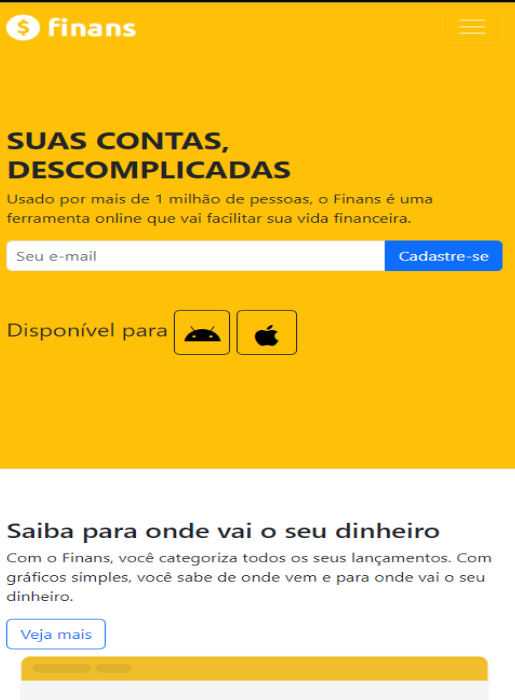 $ finans
SUAS CONTAS,
DESCOMPLICADAS
Usado por mais de 1 milhão de pessoas, o Finans é uma
ferramenta online que vai facilitar sua vida financeira.
Seu e-mail
Cadastre-se
Disponível para
Saiba para onde vai o seu dinheiro
Com o Finans, você categoriza todos os seus lançamentos. Com
gráficos simples, você sabe de onde vem e para onde vai o seu
dinheiro.
Veja mais